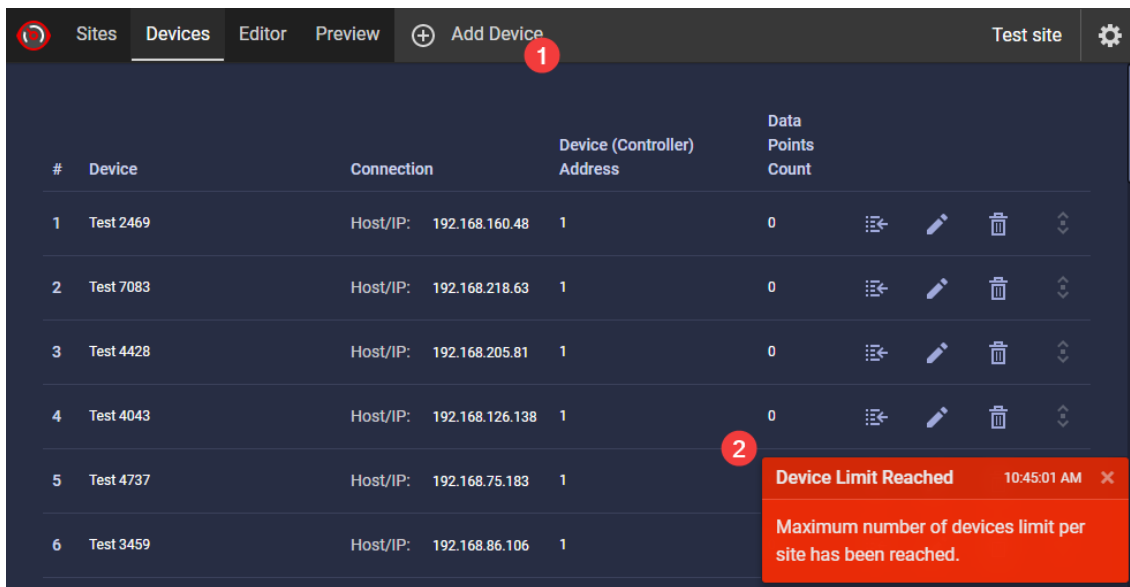 Sites Devices Editor Preview Add Device Test site
1
# Device Connection Device (Controller) Address Data Points Count
1 Test 2469 Host/IP: 192.168.160.48 1 0
2 Test 7083 Host/IP: 192.168.218.63 1 0
3 Test 4428 Host/IP: 192.168.205.81 1 0
4 Test 4043 Host/IP: 192.168.126.138 1 0
2
5 Test 4737 Host/IP: 192.168.75.183 1
6 Test 3459 Host/IP: 192.168.86.106 1
Device Limit Reached 10:45:01 AM
Maximum number of devices limit per
site has been reached.